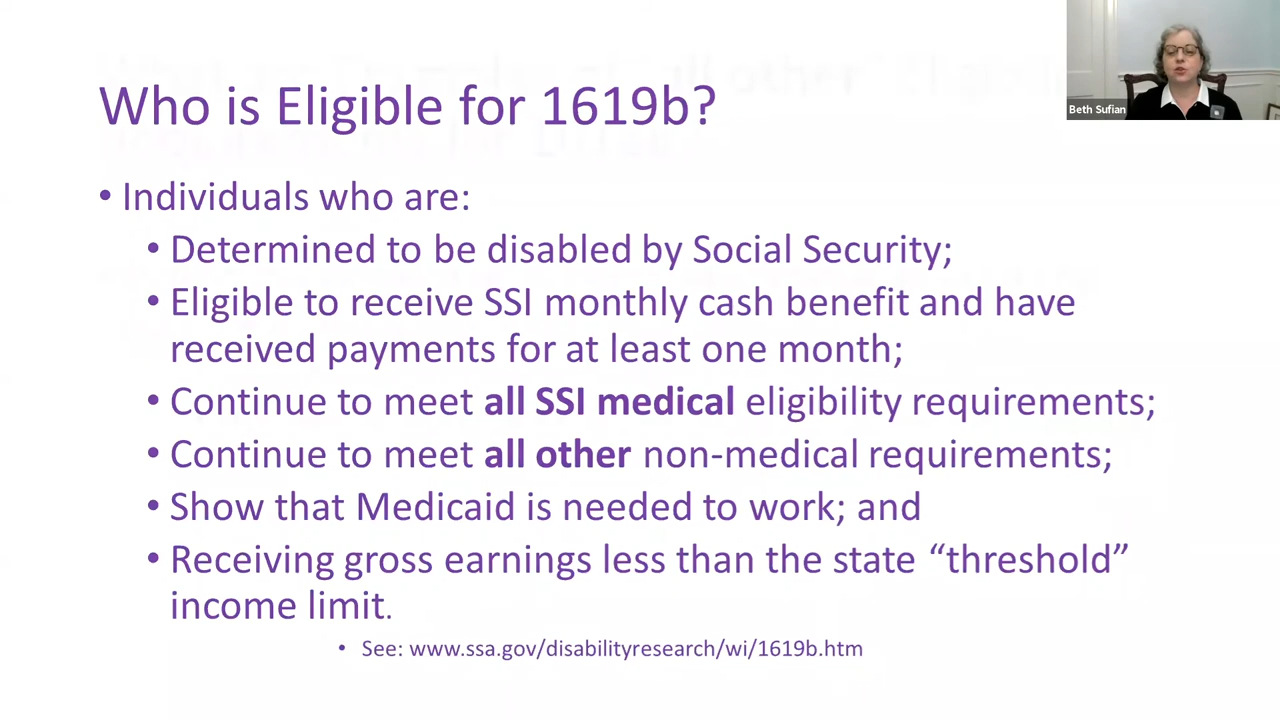 Who is Eligible for 1619b?
Beth Sufian
• Individuals who are:
• Determined to be disabled by Social Security;
• Eligible to receive SSI monthly cash benefit and have
received payments for at least one month;
• Continue to meet all SSI medical eligibility requirements;
• Continue to meet all other non-medical requirements;
• Show that Medicaid is needed to work; and
• Receiving gross earnings less than the state “threshold”
income limit.
• See: www.ssa.gov/disabilityresearch/wi/1619b.htm